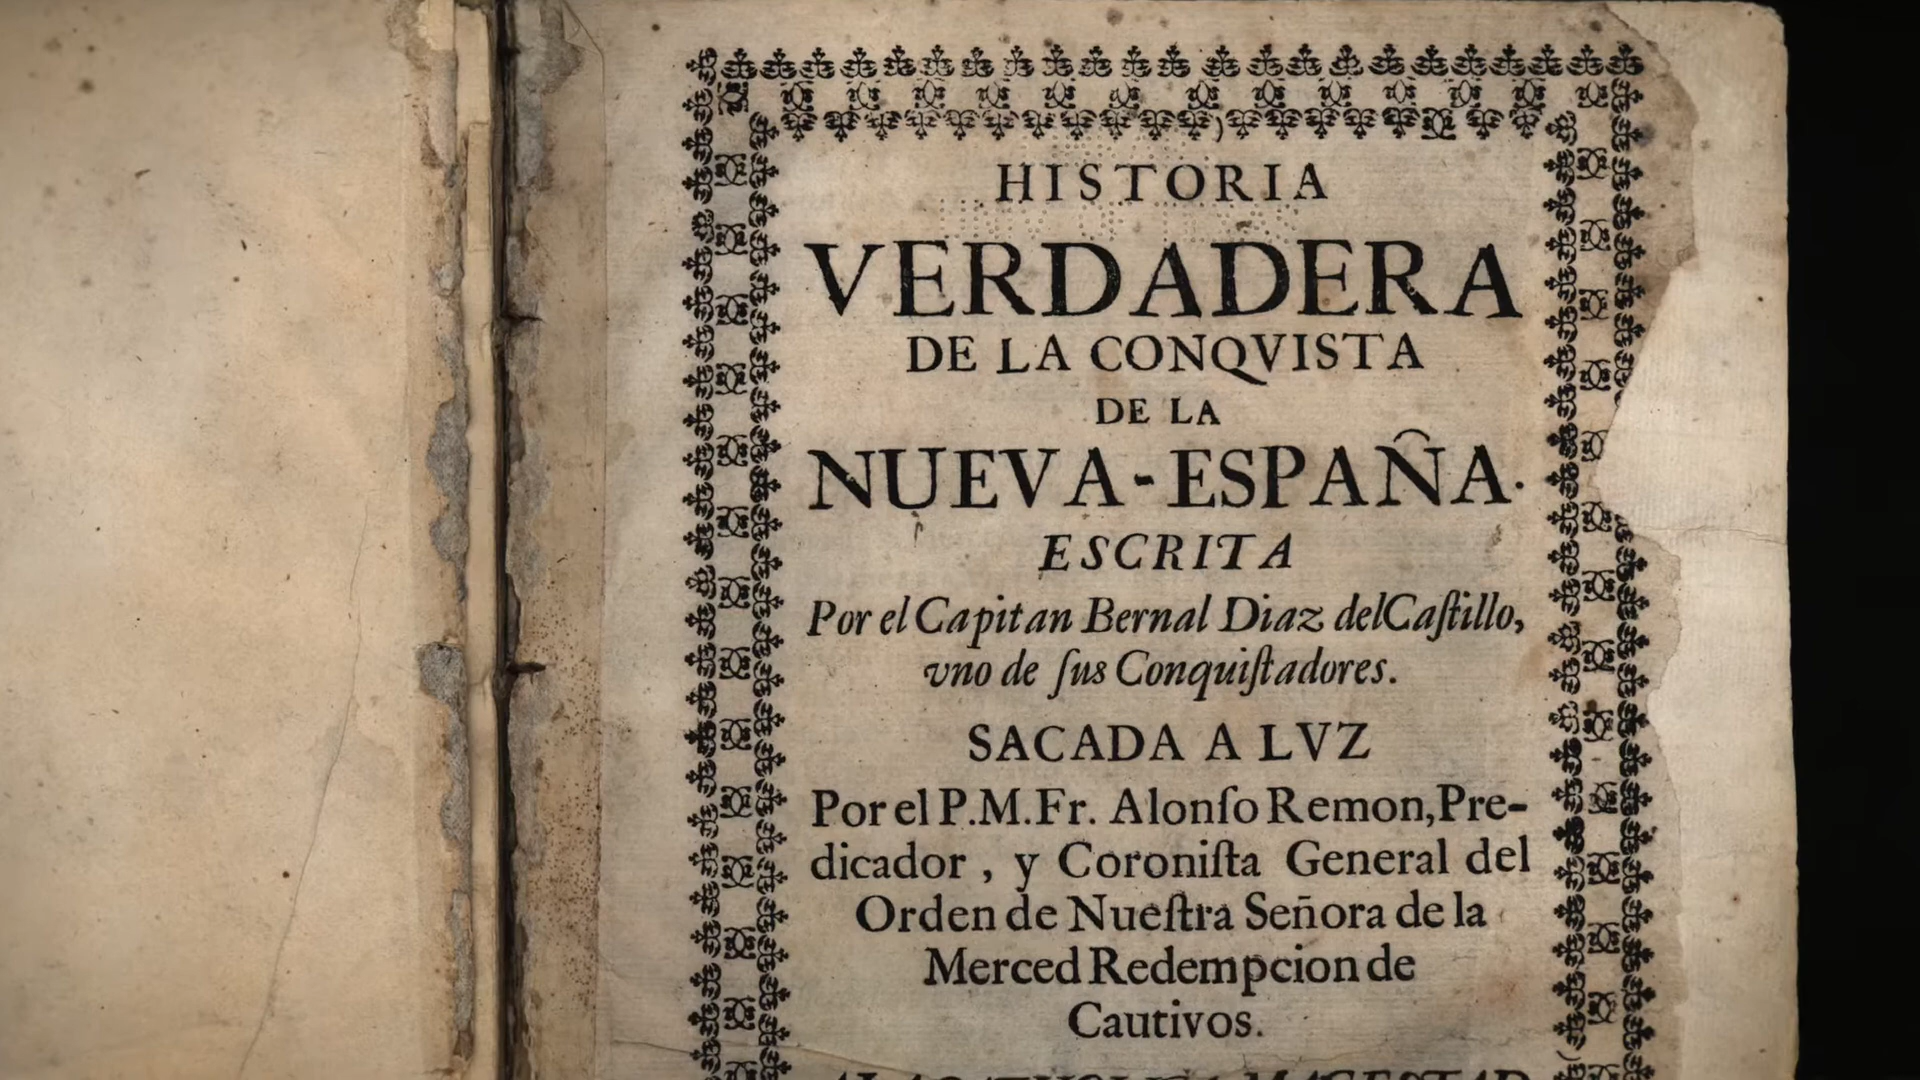 HISTORIA
VERDADERA
DE LA CONQVISTA
DE LA
NUEVA-ESPAÑA.
ESCRITA
Por el Capitan Bernal Diaz del Caſtillo,
vno de ſus Conquiſtadores.
SACADA A LVZ
Por el P.M.Fr. Alonſo Remon, Pre-
dicador, y Coroniſta General del
Orden de Nueſtra Señora de la
Merced Redempcion de
Cautivos.